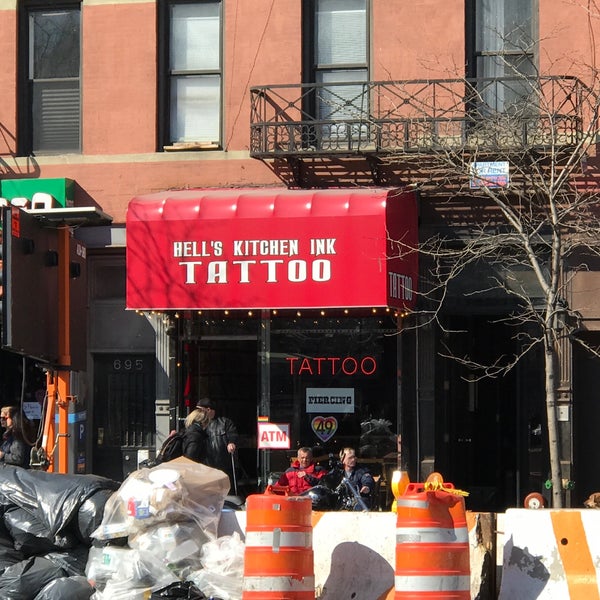 HELL'S KITCHEN INK
TATTOO
TATTOO
TATTOO
PIERCING
49
ATM
695